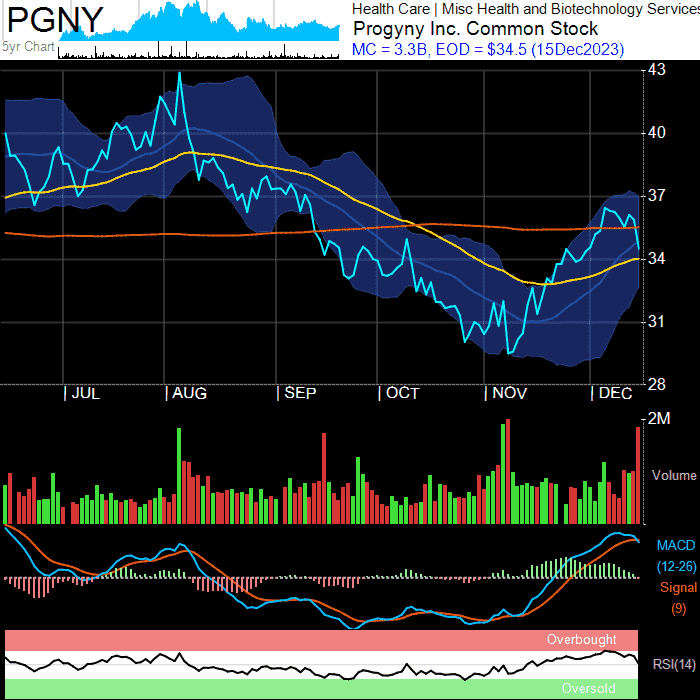 PGNY
Health Care | Misc Health and Biotechnology Services
Progyny Inc. Common Stock
5yr Chart
MC = 3.3B, EOD = $34.5 (15Dec2023)
43
40
37
34
31
28
| JUL | AUG | SEP | OCT | NOV | DEC
2M
Volume
MACD
(12-26)
Signal
(9)
Overbought
RSI(14)
Oversold